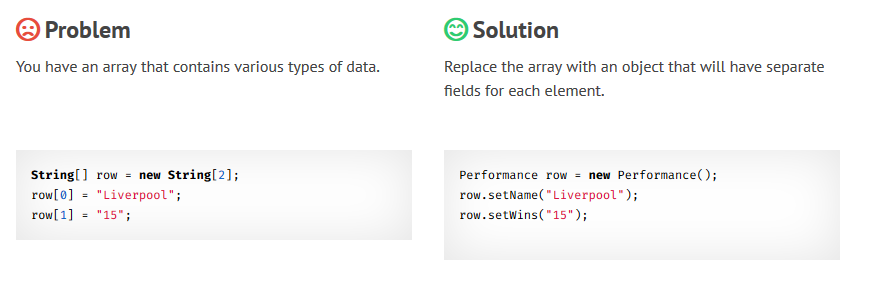 Problem
You have an array that contains various types of data.
String[] row = new String[2];
row[0] = "Liverpool";
row[1] = "15";
Solution
Replace the array with an object that will have separate
fields for each element.
Performance row = new Performance();
row.setName("Liverpool");
row.setWins("15");